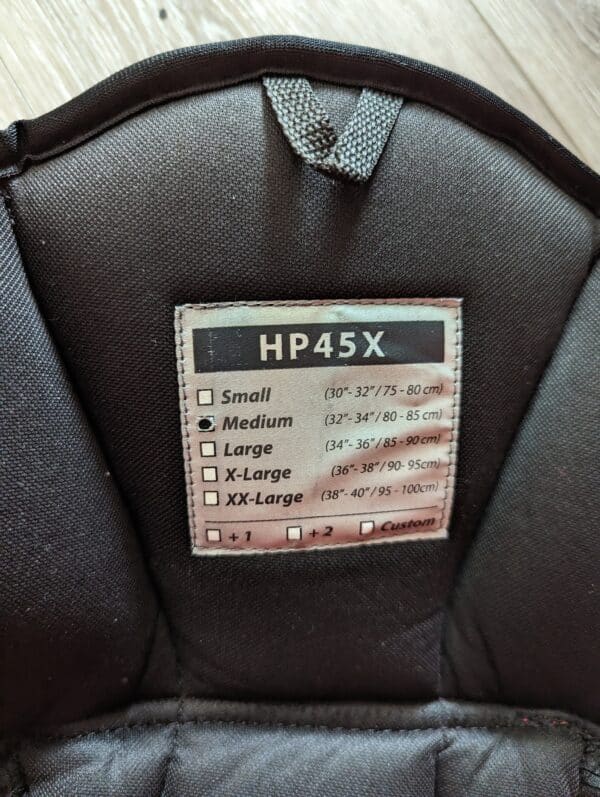 HP45X
Small (30"- 32"/ 75 - 80 cm)
Medium (32"- 34"/ 80 - 85 cm)
Large (34"- 36"/ 85 - 90 cm)
X-Large (36"- 38"/ 90- 95cm)
XX-Large (38"- 40"/ 95 - 100cm)
+ 1 + 2 Custom